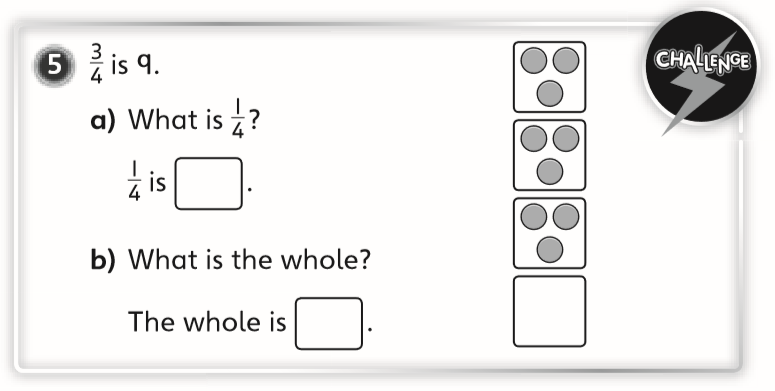 5 3/4 is 9.
CHALLENGE
a) What is 1/4?
1/4 is .
b) What is the whole?
The whole is .